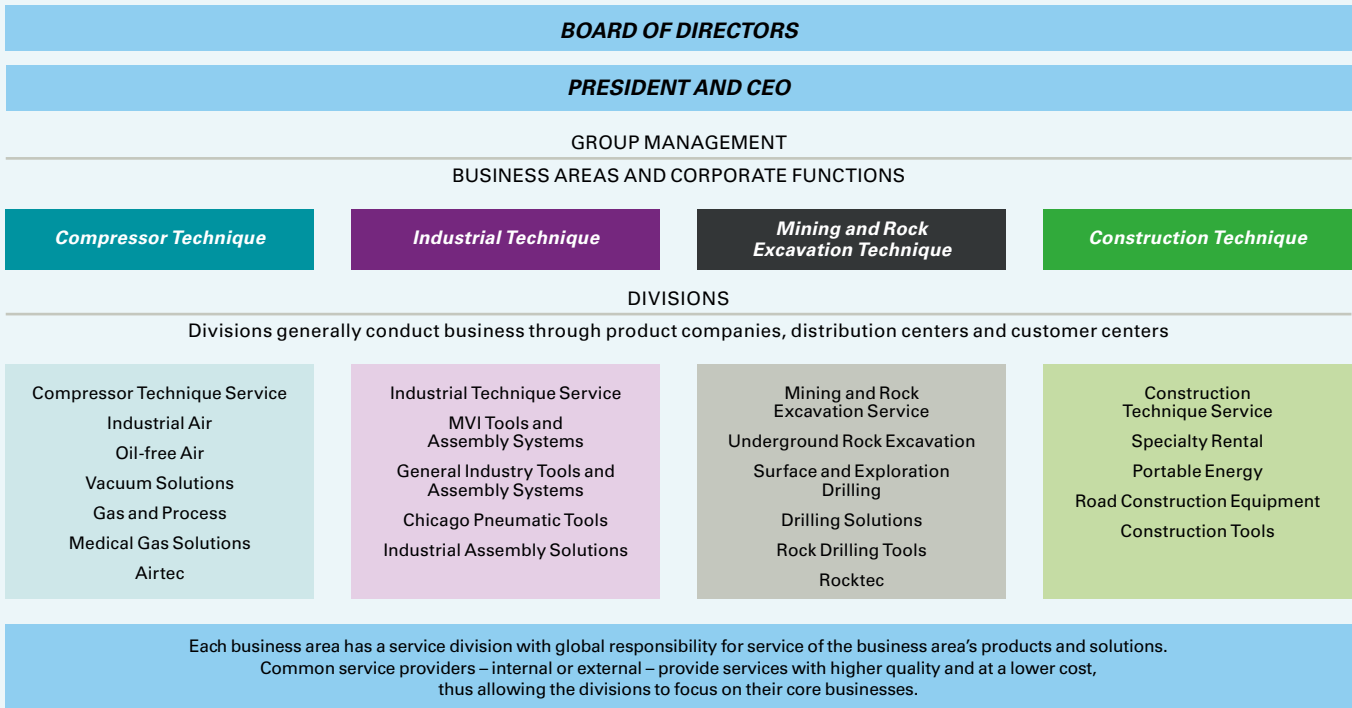 BOARD OF DIRECTORS
PRESIDENT AND CEO
GROUP MANAGEMENT
BUSINESS AREAS AND CORPORATE FUNCTIONS
Compressor Technique
Industrial Technique
Mining and Rock
Excavation Technique
Construction Technique
DIVISIONS
Divisions generally conduct business through product companies, distribution centers and customer centers
Compressor Technique Service
Industrial Air
Oil-free Air
Vacuum Solutions
Gas and Process
Medical Gas Solutions
Airtec
Industrial Technique Service
MVI Tools and
Assembly Systems
General Industry Tools and
Assembly Systems
Chicago Pneumatic Tools
Industrial Assembly Solutions
Mining and Rock
Excavation Service
Underground Rock Excavation
Surface and Exploration
Drilling
Drilling Solutions
Rock Drilling Tools
Rocktec
Construction
Technique Service
Specialty Rental
Portable Energy
Road Construction Equipment
Construction Tools
Each business area has a service division with global responsibility for service of the business area's products and solutions.
Common service providers – internal or external – provide services with higher quality and at a lower cost,
thus allowing the divisions to focus on their core businesses.